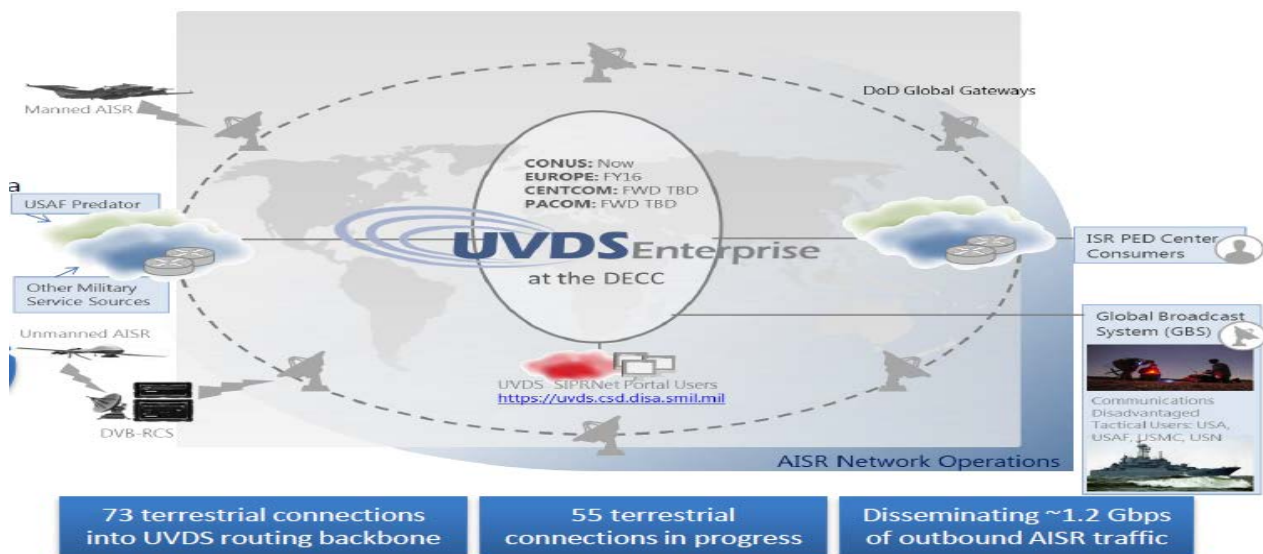 Manned AISR
DoD Global Gateways
CONUS: Now
EUROPE: FY16
CENTCOM: FWD TBD
PACOM: FWD TBD
a
USAF Predator
UVDS Enterprise
at the DECC
ISR PED Center
Consumers
Other Military
Service Sources
Unmanned AISR
Global Broadcast
System (GBS)
UVDS SIPRNet Portal Users
https://uvds.csd.disa.smil.mil
DVB-RCS
Communications
Disadvantaged
Tactical Users: USA,
USAF, USMC, USN
AISR Network Operations
73 terrestrial connections
into UVDS routing backbone
55 terrestrial
connections in progress
Disseminating ~1.2 Gbps
of outbound AISR traffic